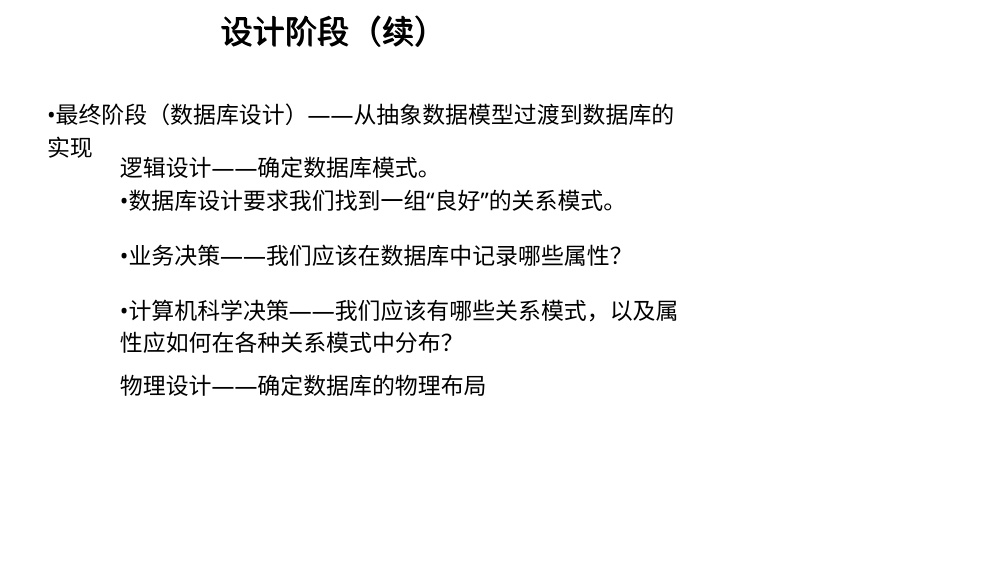 设计阶段（续）
•最终阶段（数据库设计）——从抽象数据模型过渡到数据库的
实现
逻辑设计——确定数据库模式。
•数据库设计要求我们找到一组“良好”的关系模式。
•业务决策——我们应该在数据库中记录哪些属性？
•计算机科学决策——我们应该有哪些关系模式，以及属
性应如何在各种关系模式中分布？
物理设计——确定数据库的物理布局